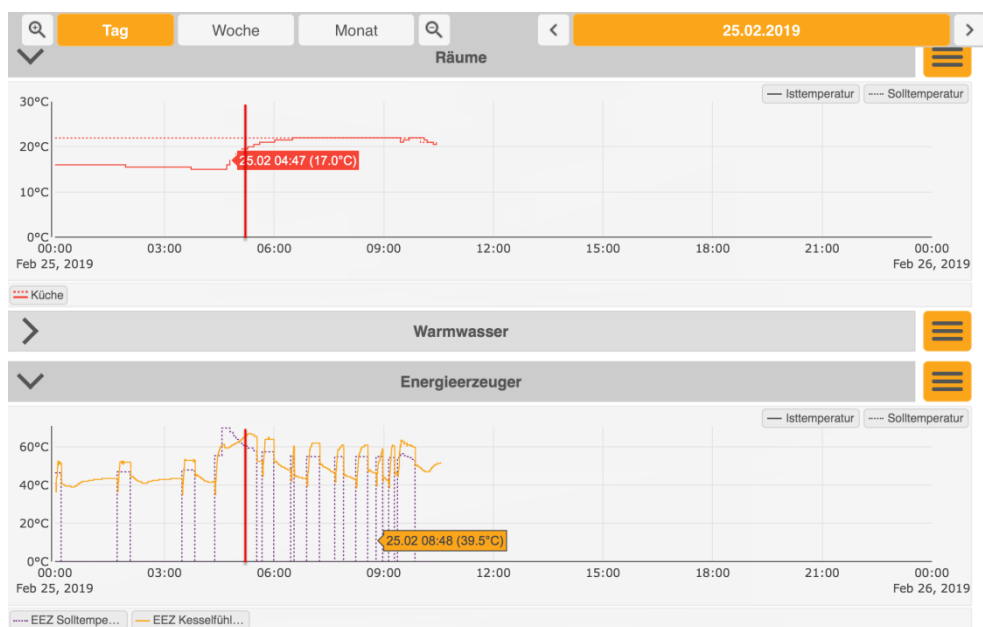 Tag Woche Monat < 25.02.2019 >
Räume
Isttemperatur Solltemperatur
30°C
20°C
25.02 04:47 (17.0°C)
10°C
0°C
00:00 03:00 06:00 09:00 12:00 15:00 18:00 21:00 00:00
Feb 25, 2019 Feb 26, 2019
Küche
Warmwasser
Energieerzeuger
Isttemperatur Solltemperatur
60°C
40°C
20°C
25.02 08:48 (39.5°C)
0°C
00:00 03:00 06:00 09:00 12:00 15:00 18:00 21:00 00:00
Feb 25, 2019 Feb 26, 2019
EEZ Solltempe... EEZ Kesselfühl...